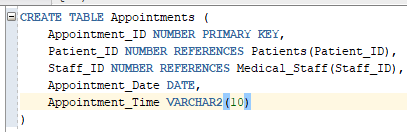 CREATE TABLE Appointments (
Appointment_ID NUMBER PRIMARY KEY,
Patient_ID NUMBER REFERENCES Patients(Patient_ID),
Staff_ID NUMBER REFERENCES Medical_Staff(Staff_ID),
Appointment_Date DATE,
Appointment_Time VARCHAR2(10)
)